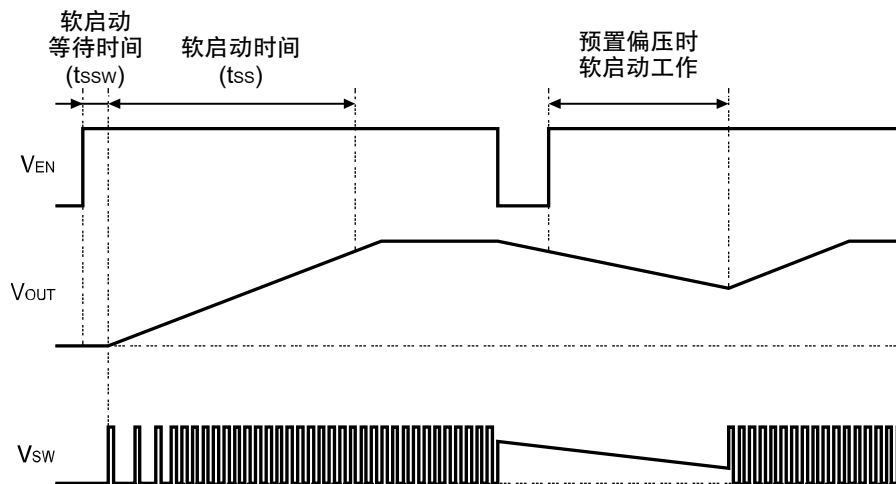 软启动
等待时间
(tssw)
软启动时间
(tss)
预置偏压时
软启动工作
VEN
VOUT
VSW